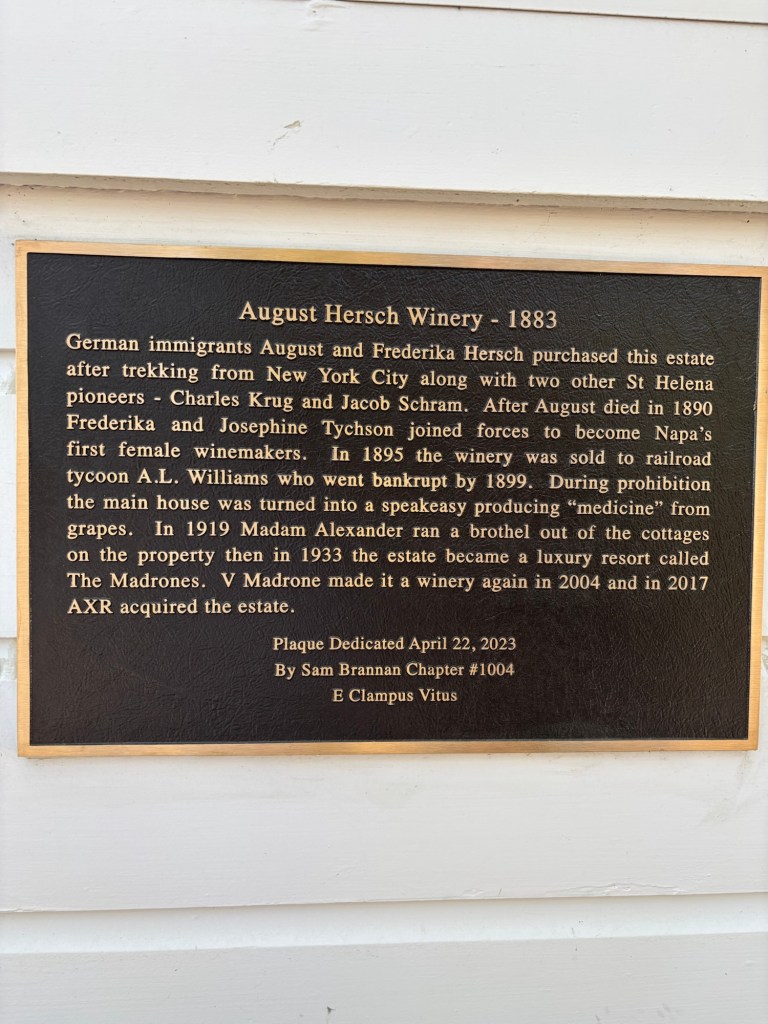 August Hersch Winery - 1883
German immigrants August and Frederika Hersch purchased this estate
after trekking from New York City along with two other St Helena
pioneers - Charles Krug and Jacob Schram. After August died in 1890
Frederika and Josephine Tychson joined forces to become Napa's
first female winemakers. In 1895 the winery was sold to railroad
tycoon A.L. Williams who went bankrupt by 1899. During prohibition
the main house was turned into a speakeasy producing “medicine” from
grapes. In 1919 Madam Alexander ran a brothel out of the cottages
on the property then in 1933 the estate became a luxury resort called
The Madrones. V Madrone made it a winery again in 2004 and in 2017
AXR acquired the estate.
Plaque Dedicated April 22, 2023
By Sam Brannan Chapter #1004
E Clampus Vitus